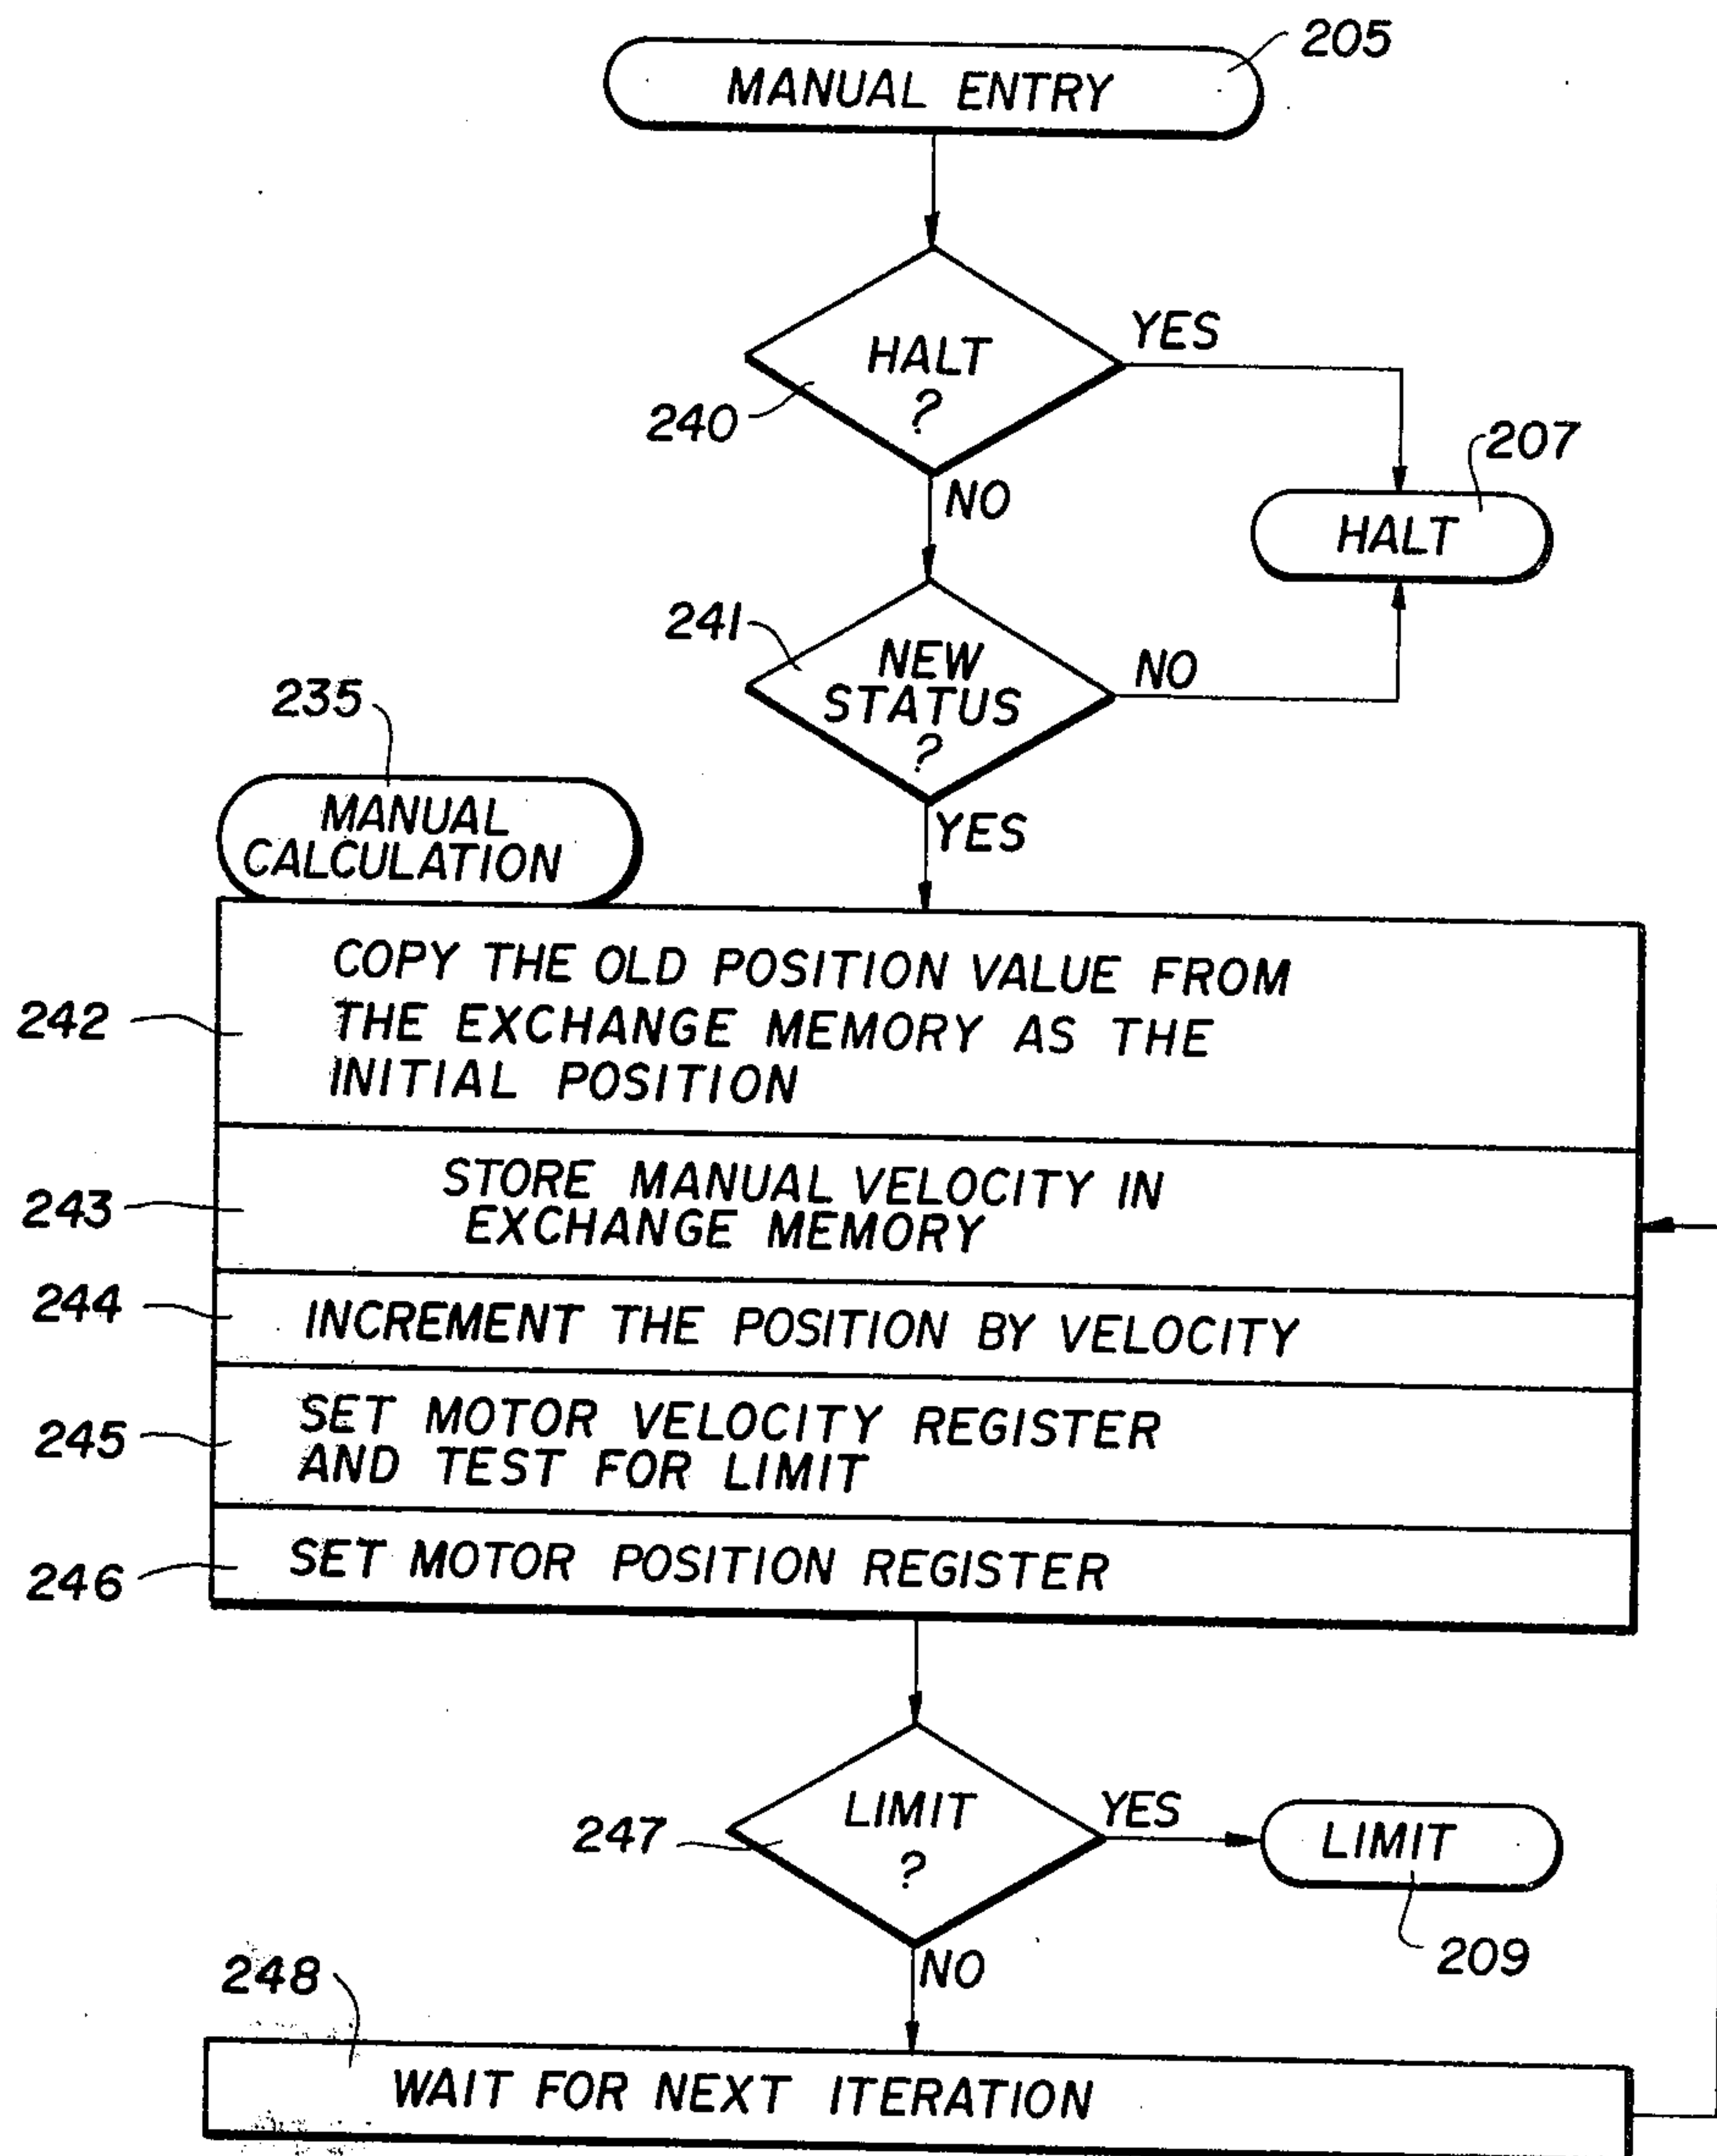 205
MANUAL ENTRY
HALT
?
YES
240
NO
207
HALT
241
NEW
STATUS
?
NO
235
YES
MANUAL
CALCULATION
242
COPY THE OLD POSITION VALUE FROM
THE EXCHANGE MEMORY AS THE
INITIAL POSITION
243
STORE MANUAL VELOCITY IN
EXCHANGE MEMORY
244
INCREMENT THE POSITION BY VELOCITY
245
SET MOTOR VELOCITY REGISTER
AND TEST FOR LIMIT
246
SET MOTOR POSITION REGISTER
247
LIMIT
?
YES
LIMIT
209
NO
248
WAIT FOR NEXT ITERATION